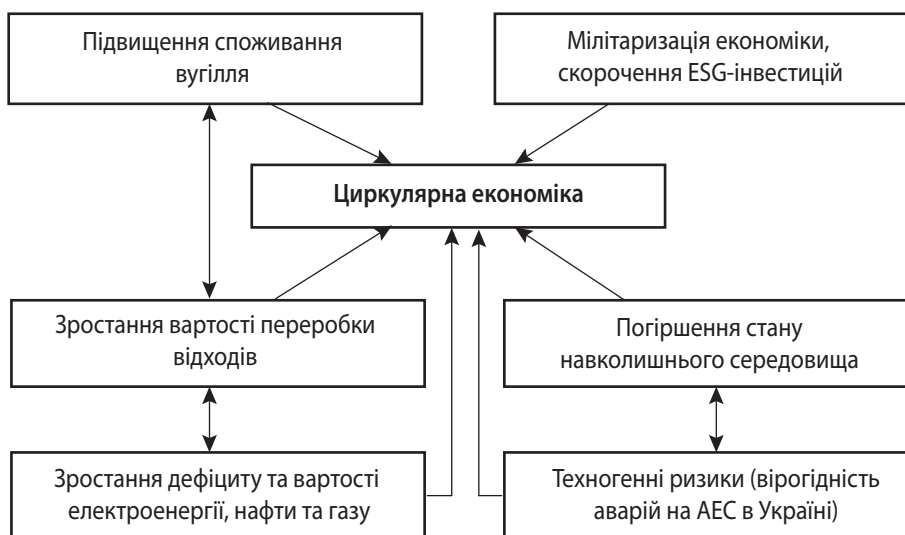 Підвищення споживання
вугілля
Мілітаризація економіки,
скорочення ESG-інвестицій
Циркулярна економіка
Зростання вартості переробки
відходів
Погіршення стану
навколишнього середовища
Зростання дефіциту та вартості
електроенергії, нафти та газу
Техногенні ризики (вірогідність
аварій на АЕС в Україні)